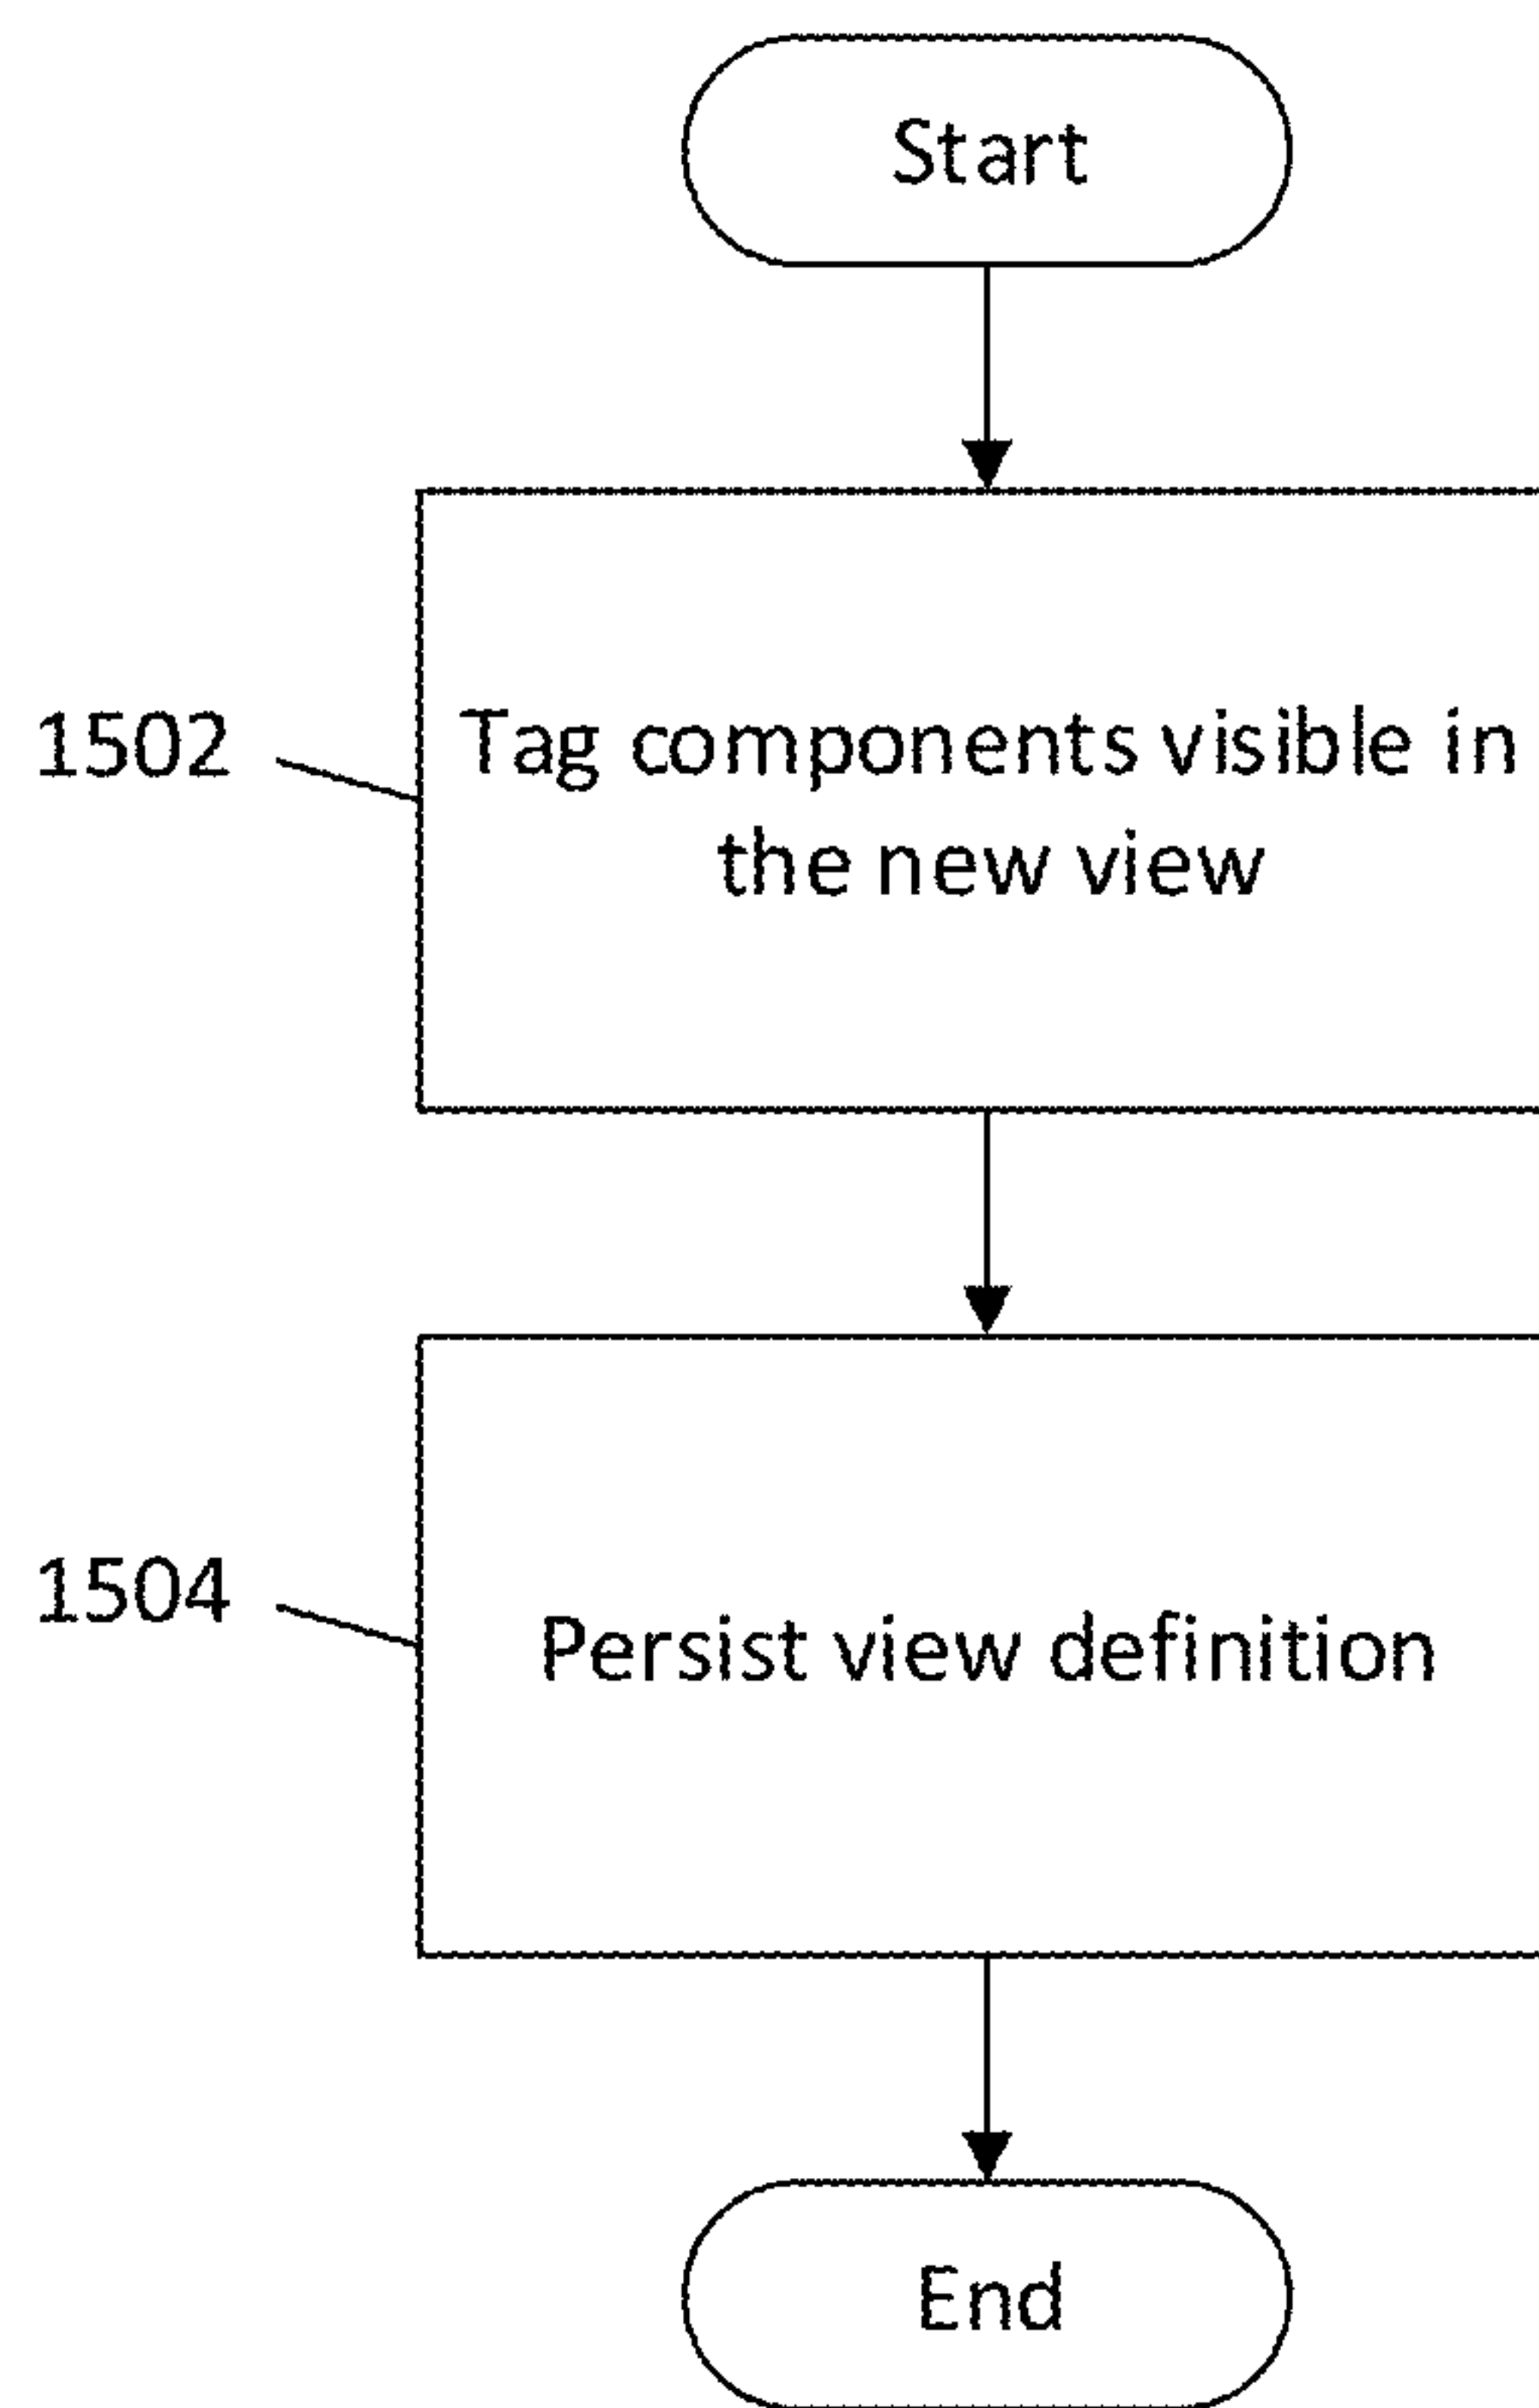 Start
1502
Tag components visible in
the new view
1504
Persist view definition
End